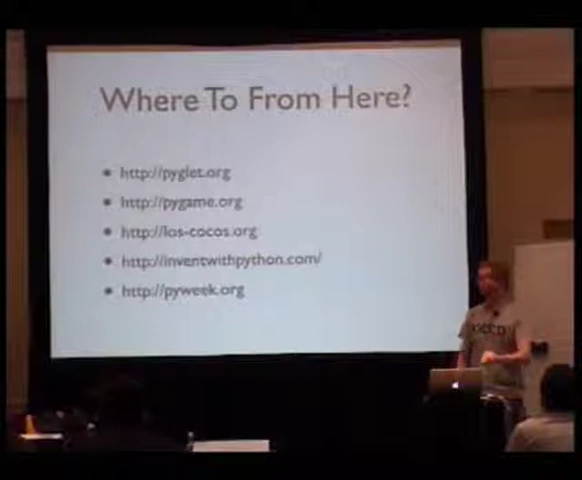 Where To From Here?
• http://pyglet.org
• http://pygame.org
• http://los-cocos.org
• http://inventwithpython.com/
• http://pyweek.org